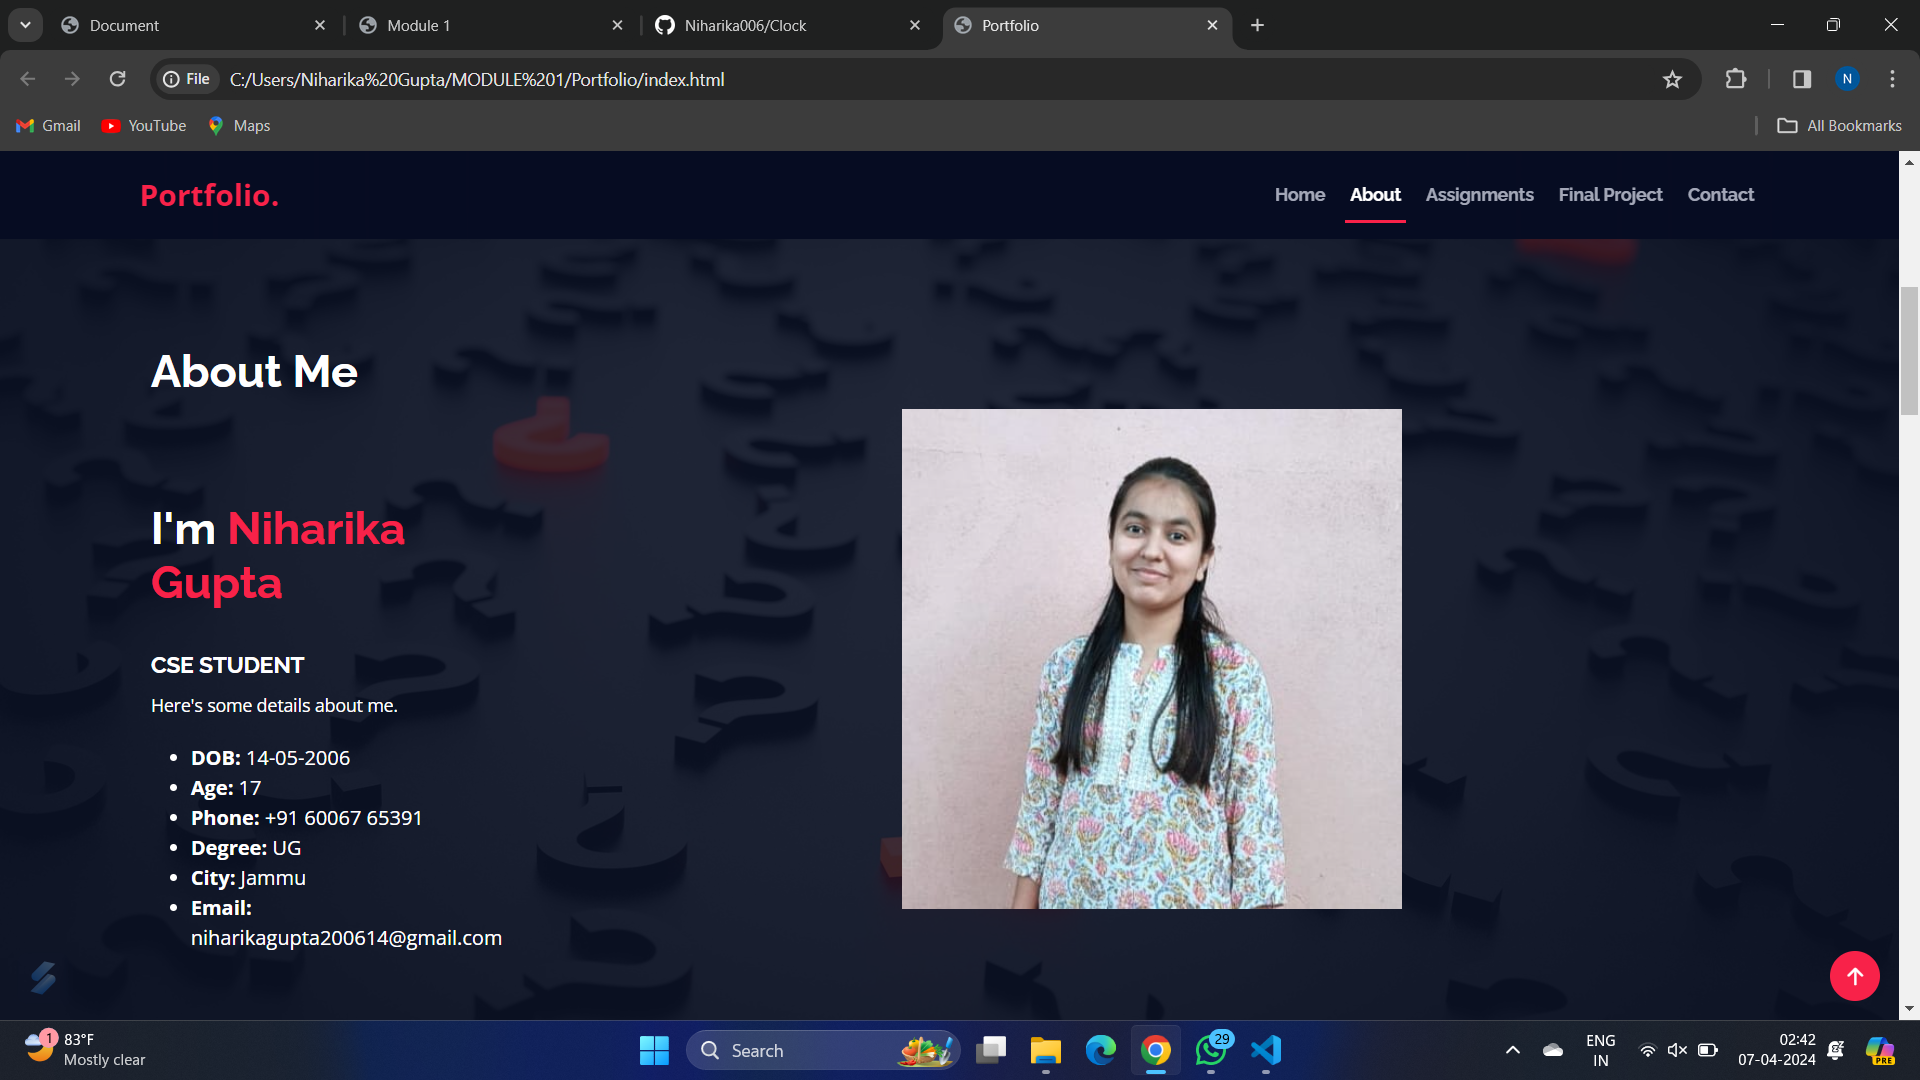 Document
Module 1
Niharika006/Clock
Portfolio
File
C:/Users/Niharika%20Gupta/MODULE%201/Portfolio/index.html
Gmail
YouTube
Maps
All Bookmarks
N
Portfolio.
Home
About
Assignments
Final Project
Contact
About Me
I'm Niharika
Gupta
CSE STUDENT
Here's some details about me.
DOB: 14-05-2006
Age: 17
Phone: +91 60067 65391
Degree: UG
City: Jammu
Email:
niharikagupta200614@gmail.com
1
83°F
Mostly clear
Search
29
ENG
IN
02:42
07-04-2024
PRE